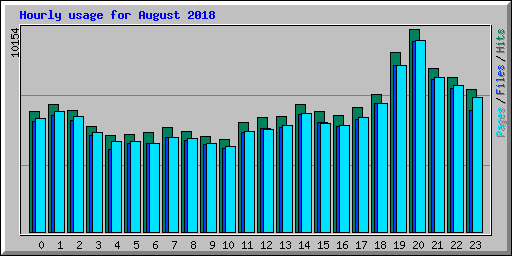 Hourly usage for August 2018
10154
Pages / Files / Hits
0 1 2 3 4 5 6 7 8 9 10 11 12 13 14 15 16 17 18 19 20 21 22 23